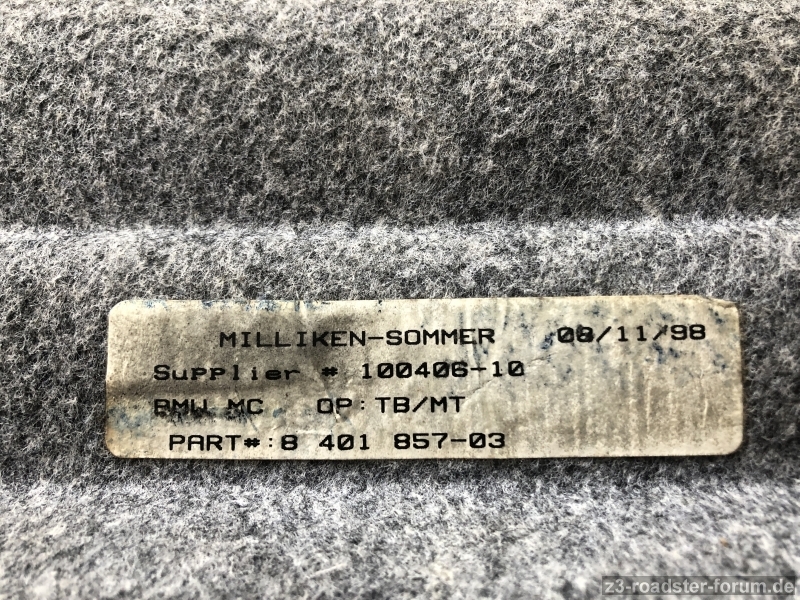 MILLIKEN-SOMMER 08/11/98
Supplier # 100406-10
BMW MC OP:TB/MT
PART#:8 401 857-03
z3-roadster-forum.de